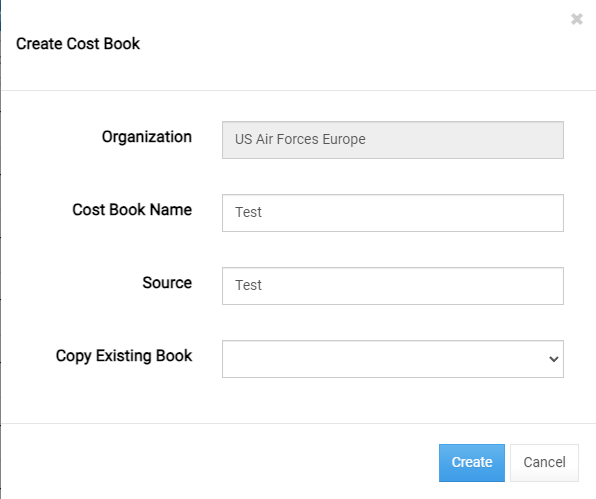 Create Cost Book
Organization US Air Forces Europe
Cost Book Name Test
Source Test
Copy Existing Book
Create Cancel